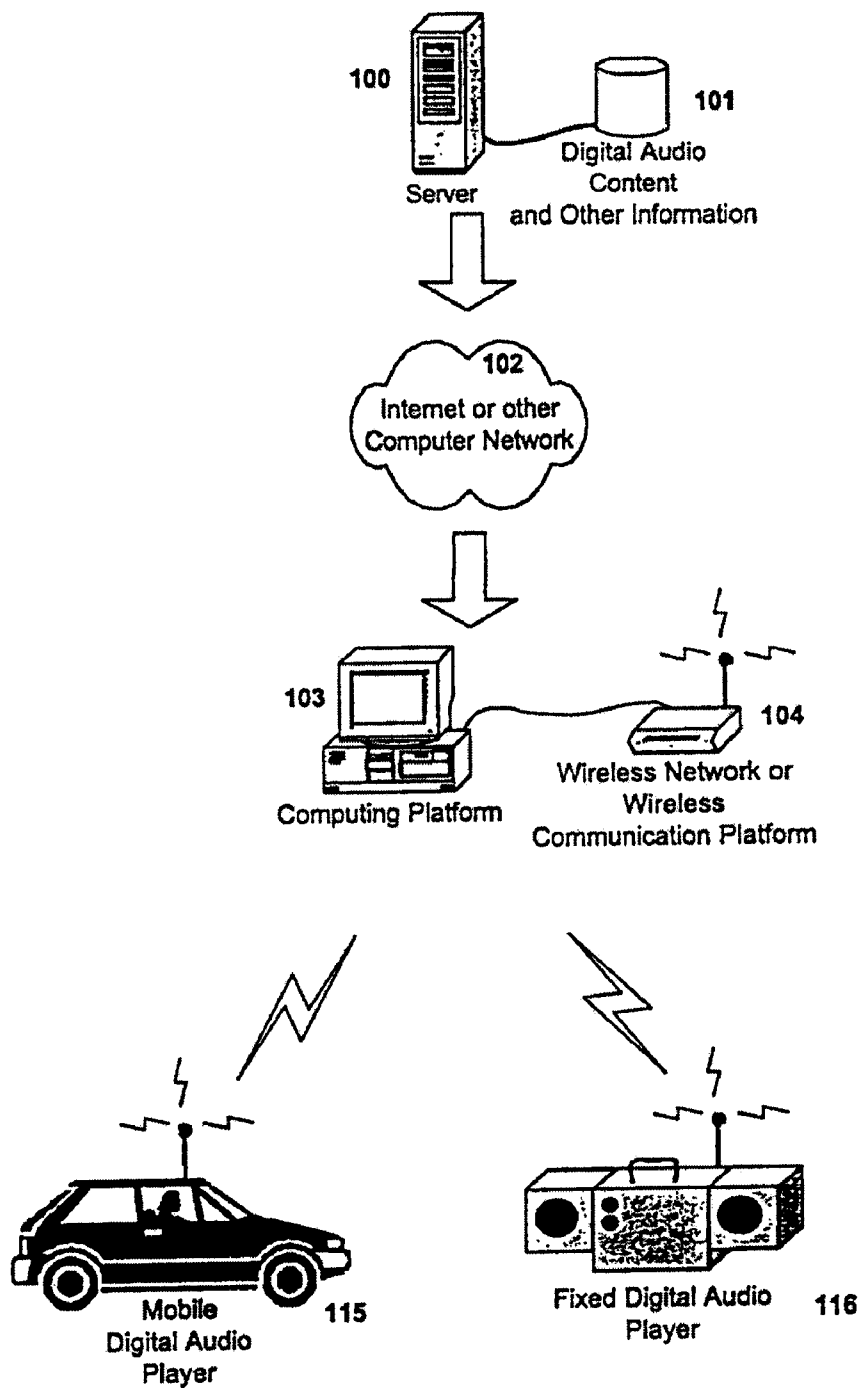 100
101
Server
Digital Audio
Content
and Other Information
102
Internet or other
Computer Network
103
104
Computing Platform
Wireless Network or
Wireless
Communication Platform
Mobile
Digital Audio
Player
115
Fixed Digital Audio
Player
116